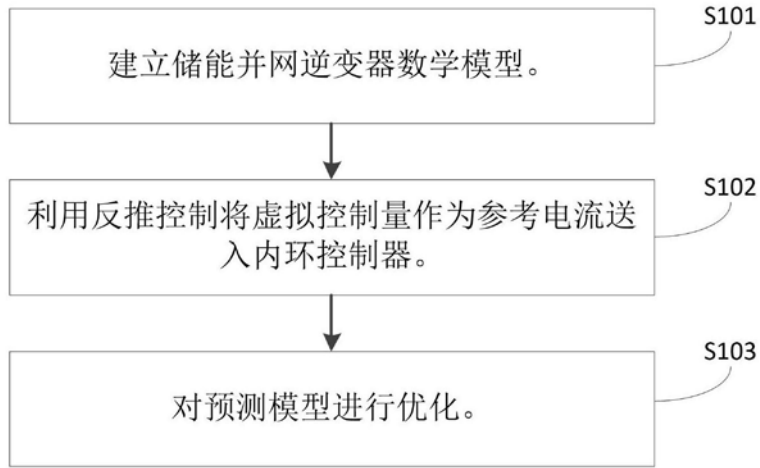 S101
建立储能并网逆变器数学模型。
S102
利用反推控制将虚拟控制量作为参考电流送
入内环控制器。
S103
对预测模型进行优化。